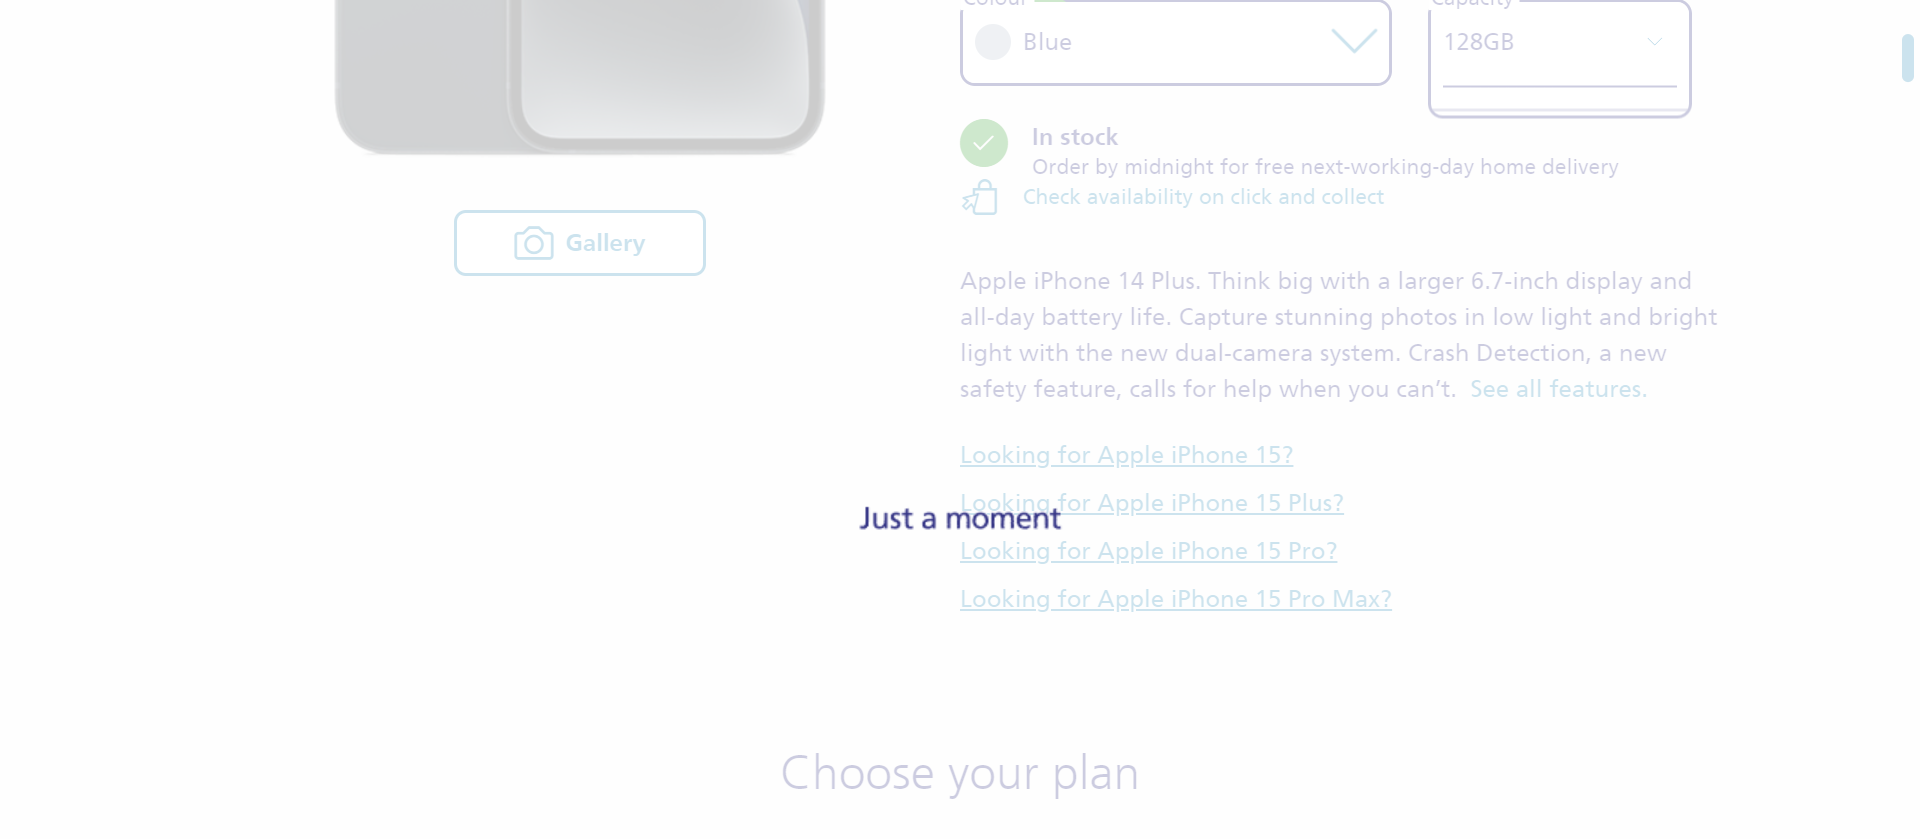 Colour
Capacity
Blue
128GB
In stock
Order by midnight for free next-working-day home delivery
Check availability on click and collect
Gallery
Apple iPhone 14 Plus. Think big with a larger 6.7-inch display and
all-day battery life. Capture stunning photos in low light and bright
light with the new dual-camera system. Crash Detection, a new
safety feature, calls for help when you can’t. See all features.
Looking for Apple iPhone 15?
Looking for Apple iPhone 15 Plus?
Just a moment
Looking for Apple iPhone 15 Pro?
Looking for Apple iPhone 15 Pro Max?
Choose your plan